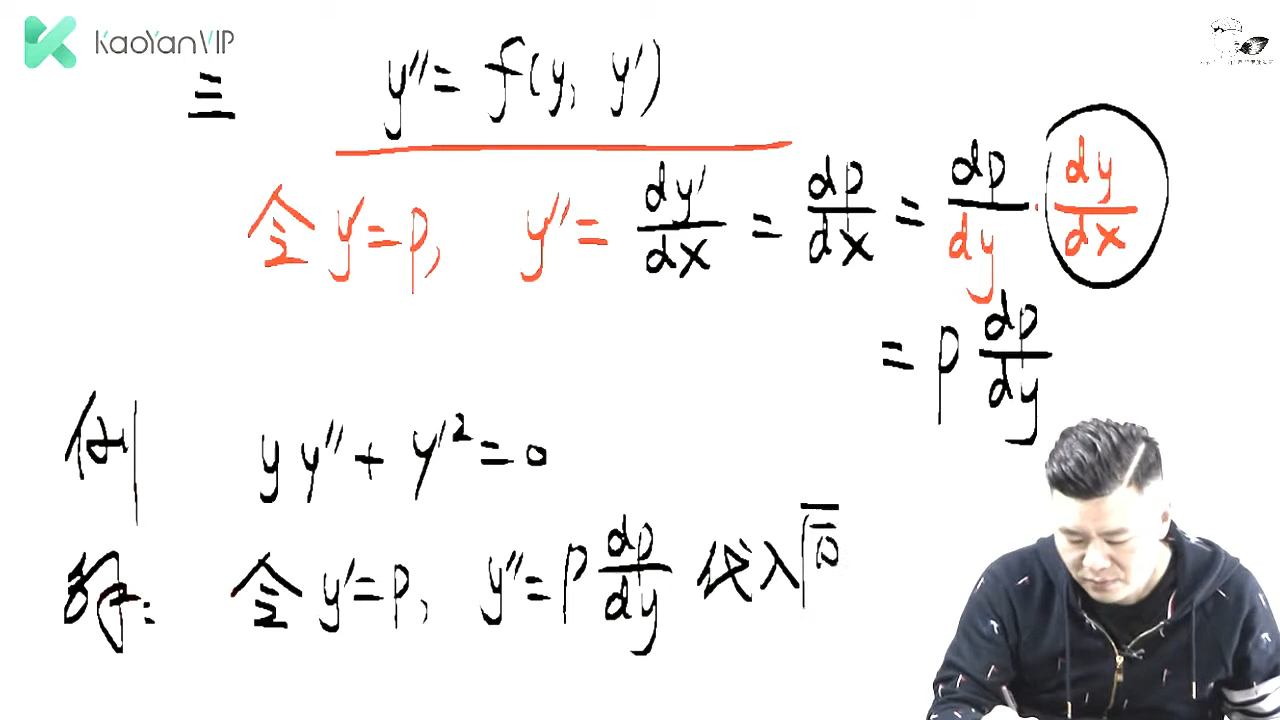 KaoYanVIP
三 y''= f(y, y')
令 y'=p, y''= dy'/dx = dp/dx = dp/dy · dy/dx
= p dp/dy
例 yy''+ y'²=0
解: 令 y'=p, y''=p dp/dy 代入